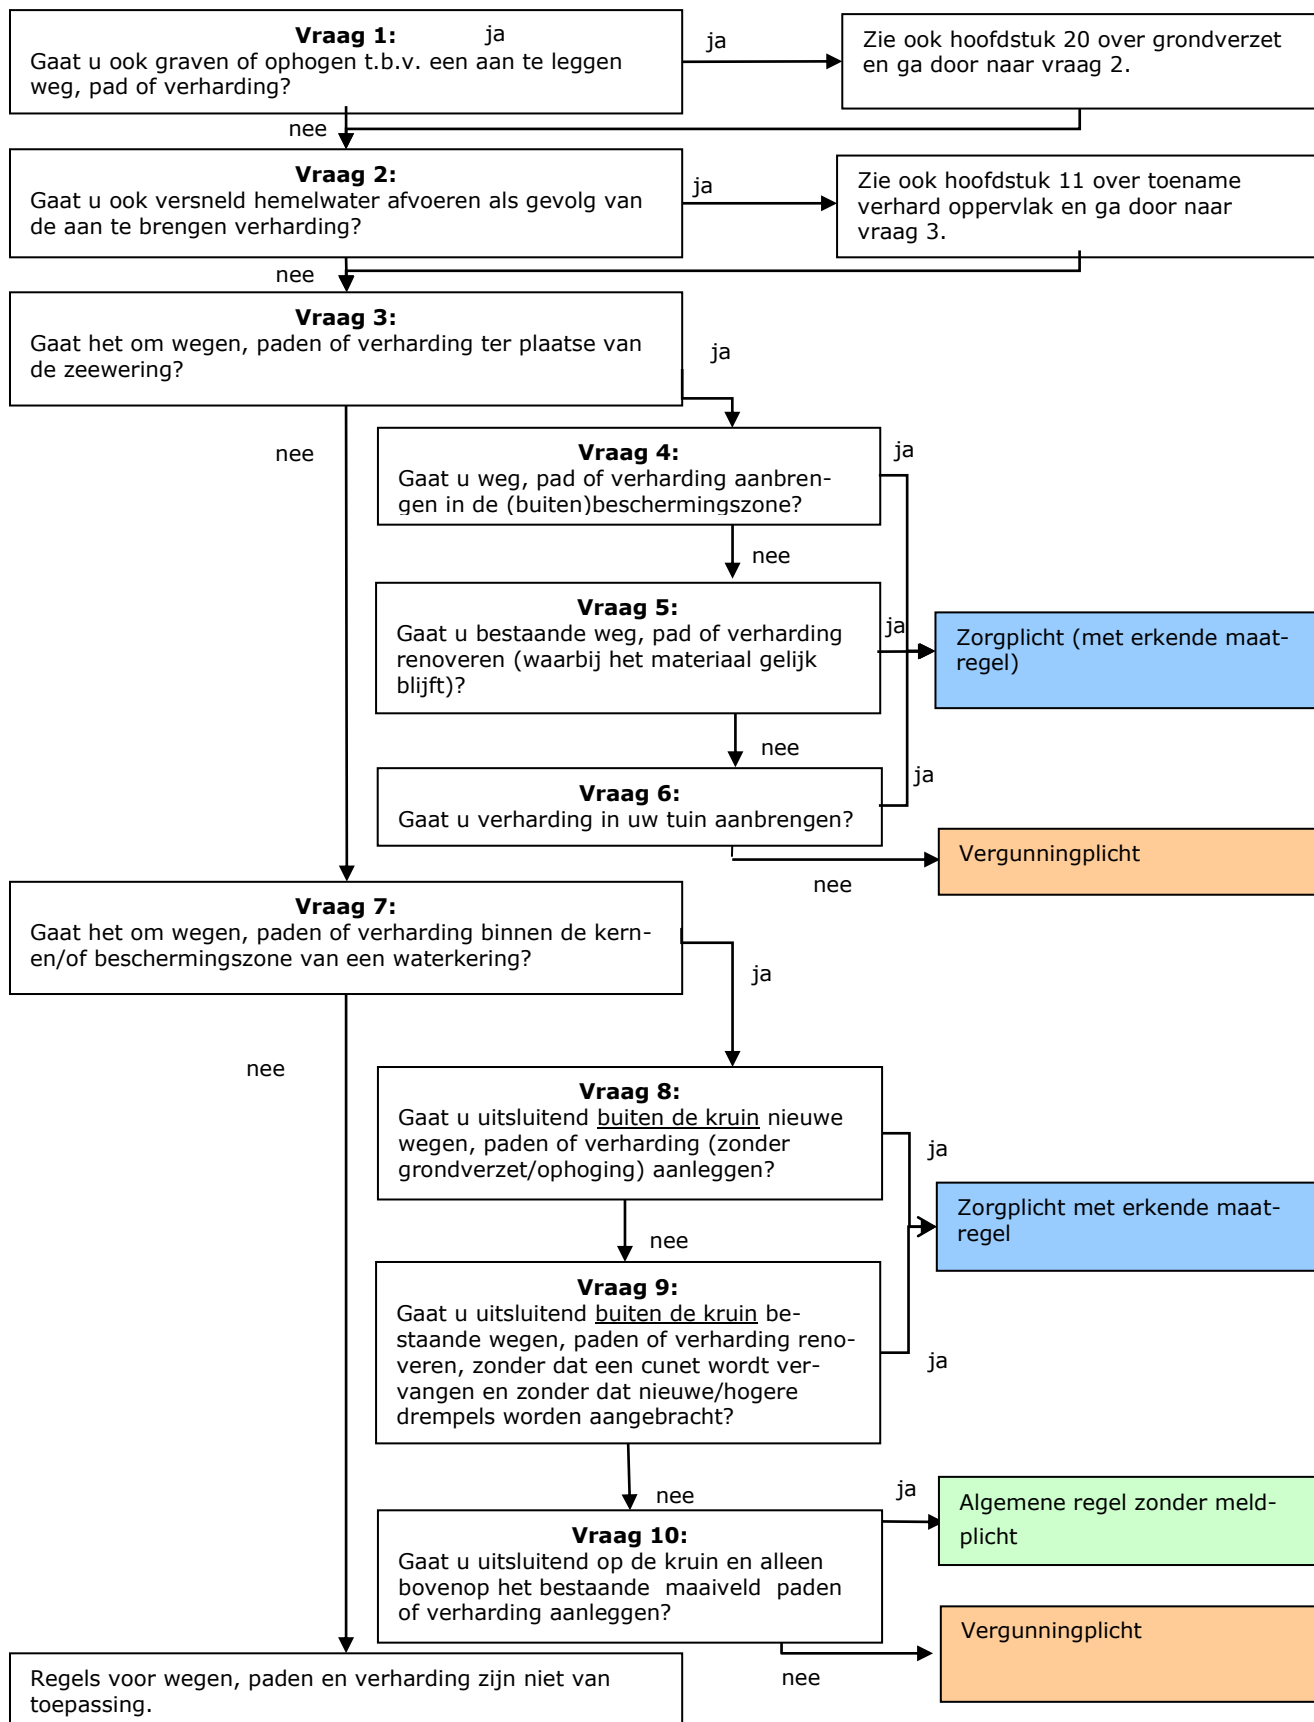 Vraag 1: ja
Gaat u ook graven of ophogen t.b.v. een aan te leggen
weg, pad of verharding?
ja
Zie ook hoofdstuk 20 over grondverzet
en ga door naar vraag 2.
nee
Vraag 2:
Gaat u ook versneld hemelwater afvoeren als gevolg van
de aan te brengen verharding?
ja
Zie ook hoofdstuk 11 over toename
verhard oppervlak en ga door naar
vraag 3.
nee
Vraag 3:
Gaat het om wegen, paden of verharding ter plaatse van
de zeewering?
ja
nee
Vraag 4:
Gaat u weg, pad of verharding aanbren-
gen in de (buiten)beschermingszone?
ja
nee
Vraag 5:
Gaat u bestaande weg, pad of verharding
renoveren (waarbij het materiaal gelijk
blijft)?
ja
Zorgplicht (met erkende maat-
regel)
nee
Vraag 6:
Gaat u verharding in uw tuin aanbrengen?
ja
Vergunningplicht
nee
Vraag 7:
Gaat het om wegen, paden of verharding binnen de kern-
en/of beschermingszone van een waterkering?
ja
nee
Vraag 8:
Gaat u uitsluitend buiten de kruin nieuwe
wegen, paden of verharding (zonder
grondverzet/ophoging) aanleggen?
ja
Zorgplicht met erkende maat-
regel
nee
Vraag 9:
Gaat u uitsluitend buiten de kruin be-
staande wegen, paden of verharding reno-
veren, zonder dat een cunet wordt ver-
vangen en zonder dat nieuwe/hogere
drempels worden aangebracht?
ja
nee
Vraag 10:
Gaat u uitsluitend op de kruin en alleen
bovenop het bestaande maaiveld paden
of verharding aanleggen?
ja
Algemene regel zonder meld-
plicht
Vergunningplicht
nee
Regels voor wegen, paden en verharding zijn niet van
toepassing.